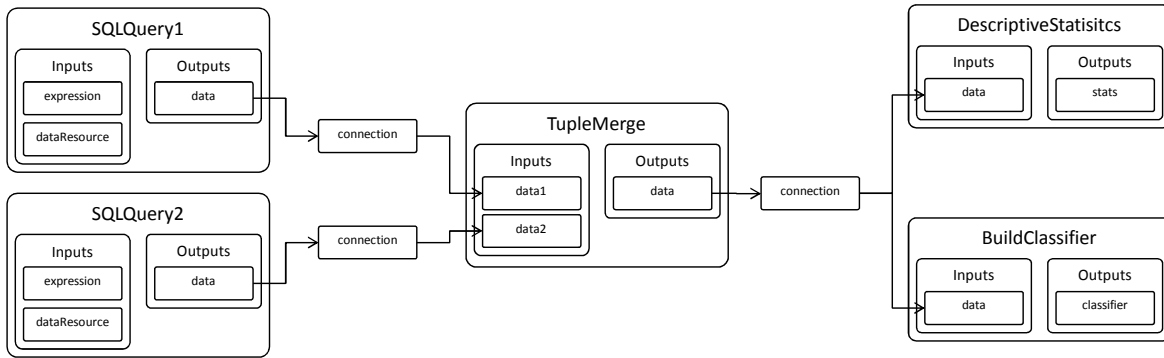 SQLQuery1
Inputs
Outputs
expression
data
dataResource
connection
SQLQuery2
Inputs
Outputs
expression
data
dataResource
connection
TupleMerge
Inputs
Outputs
data1
data
data2
connection
DescriptiveStatisitcs
Inputs
Outputs
data
stats
BuildClassifier
Inputs
Outputs
data
classifier